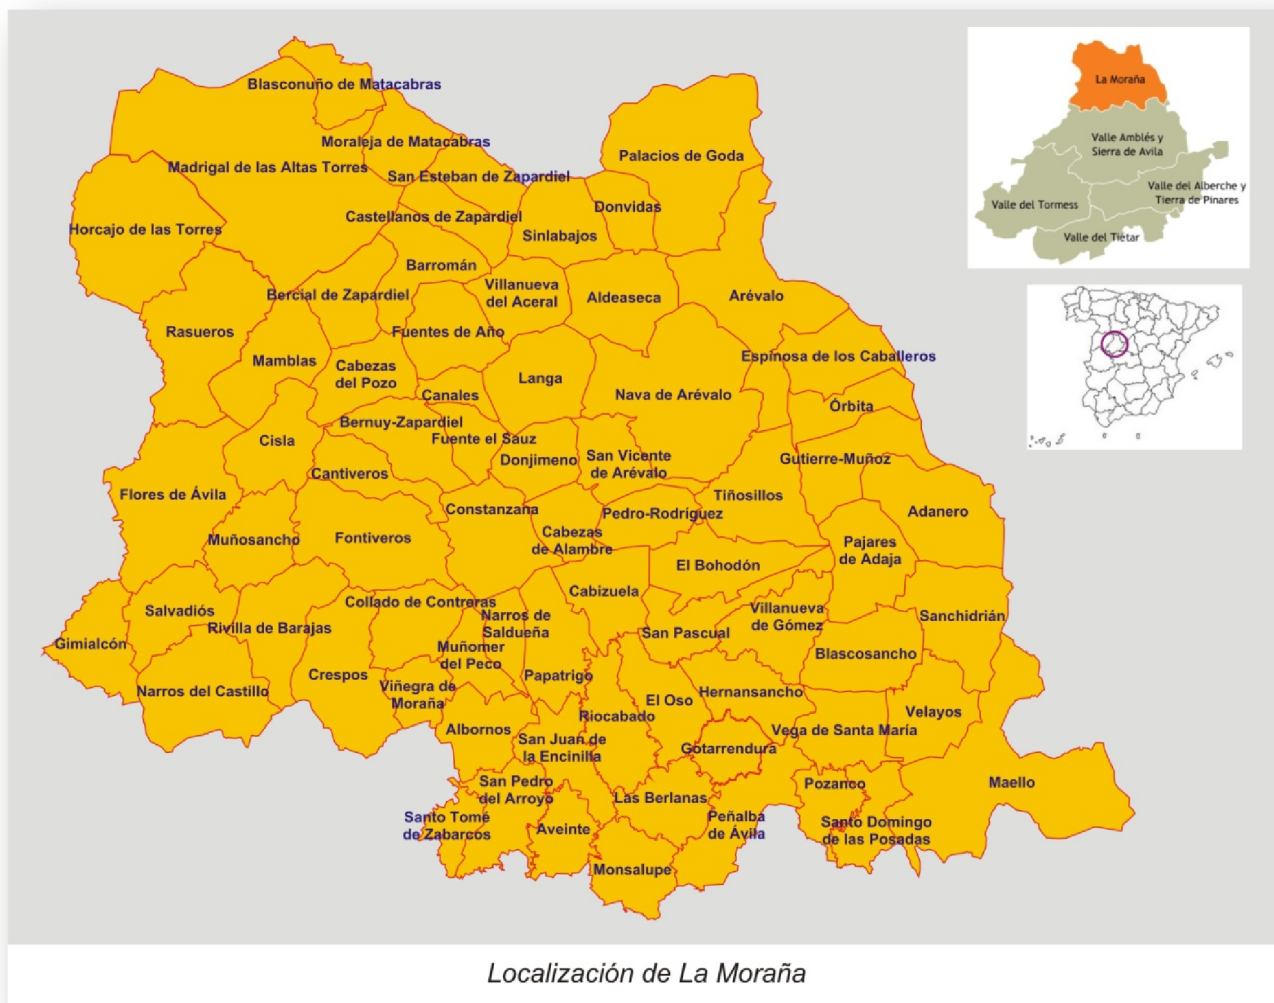 Blasconuño de Matacabras
Moraleja de Matacabras
Palacios de Goda
Madrigal de las Altas Torres
San Esteban de Zapardiel
Donvidas
Castellanos de Zapardiel
Horcajo de las Torres
Sinlabajos
Barromán
Villanueva
del Aceral
Bercial de Zapardiel
Aldeaseca
Arévalo
Rasueros
Fuentes de Año
Espinosa de los Caballeros
Mamblas
Cabezas
del Pozo
Langa
Canales
Nava de Arévalo
Órbita
Bernuy-Zapardiel
Cisla
Fuente el Sauz
Donjimeno
San Vicente
de Arévalo
Gutierre-Muñoz
Cantiveros
Flores de Ávila
Tiñosillos
Constanzana
Pedro-Rodríguez
Adanero
Muñosancho
Fontiveros
Cabezas
de Alambre
Pajares
de Adaja
El Bohodón
Cabizuela
Collado de Contreras
Salvadiós
Villanueva
de Gómez
Narros de
Saldueña
Sanchidrián
Rivilla de Barajas
San Pascual
Gimialcón
Muñomer
del Peco
Blascosancho
Crespos
Papatrigo
Narros del Castillo
Viñegra de
Moraña
Hernansancho
El Oso
Riocabado
Velayos
Albornos
Vega de Santa María
San Juan de
la Encinilla
Gotarrendura
San Pedro
del Arroyo
Pozanco
Maello
Las Berlanas
Santo Tomé
de Zabarcos
Peñalba
de Ávila
Santo Domingo
de las Posadas
Aveinte
Monsalupe
La Moraña
Valle Amblés y
Sierra de Avila
Valle del Alberche y
Tierra de Pinares
Valle del Tormess
Valle del Tiétar
Localización de La Moraña